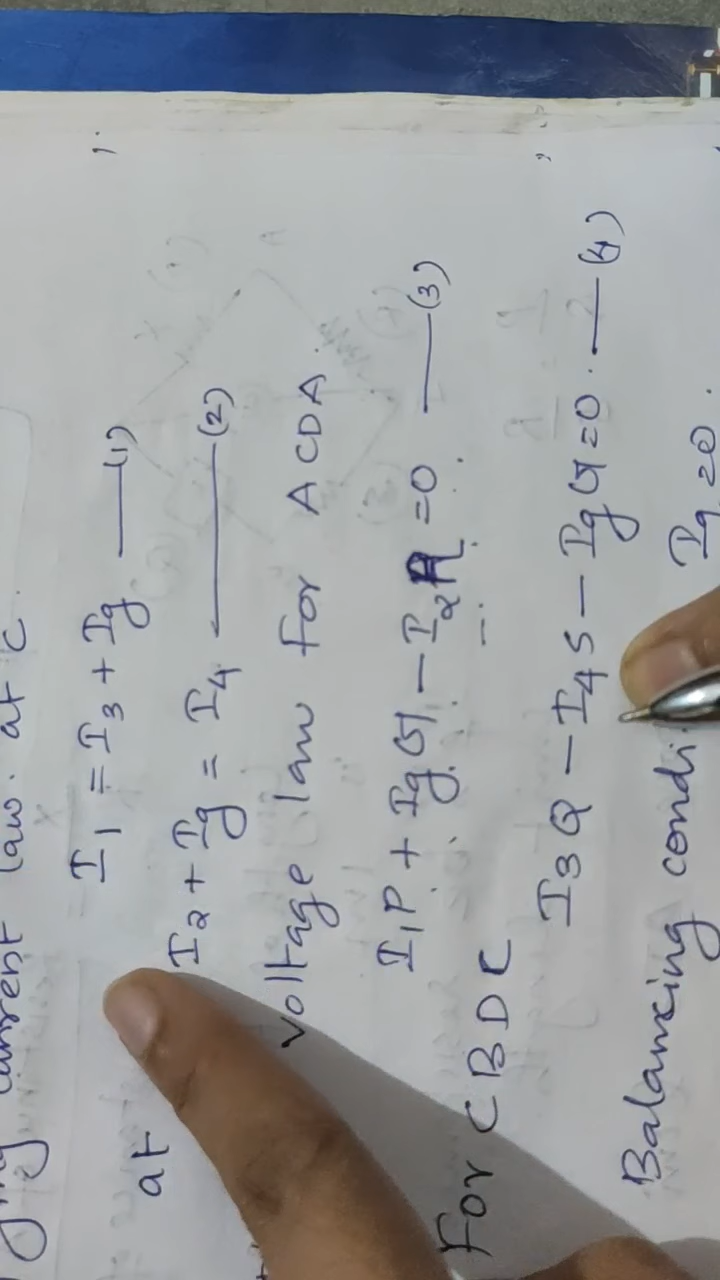 current law. at C.
I₁ = I₃ + Ig —— (1)
at
I₂ + Ig = I₄ —— (2)
voltage law for ACDA.
I₁P + IgG - I₂R = 0 —— (3)
For CBDC
I₃Q - I₄S - IgG = 0. —— (4)
Balancing condi
Ig = 0.